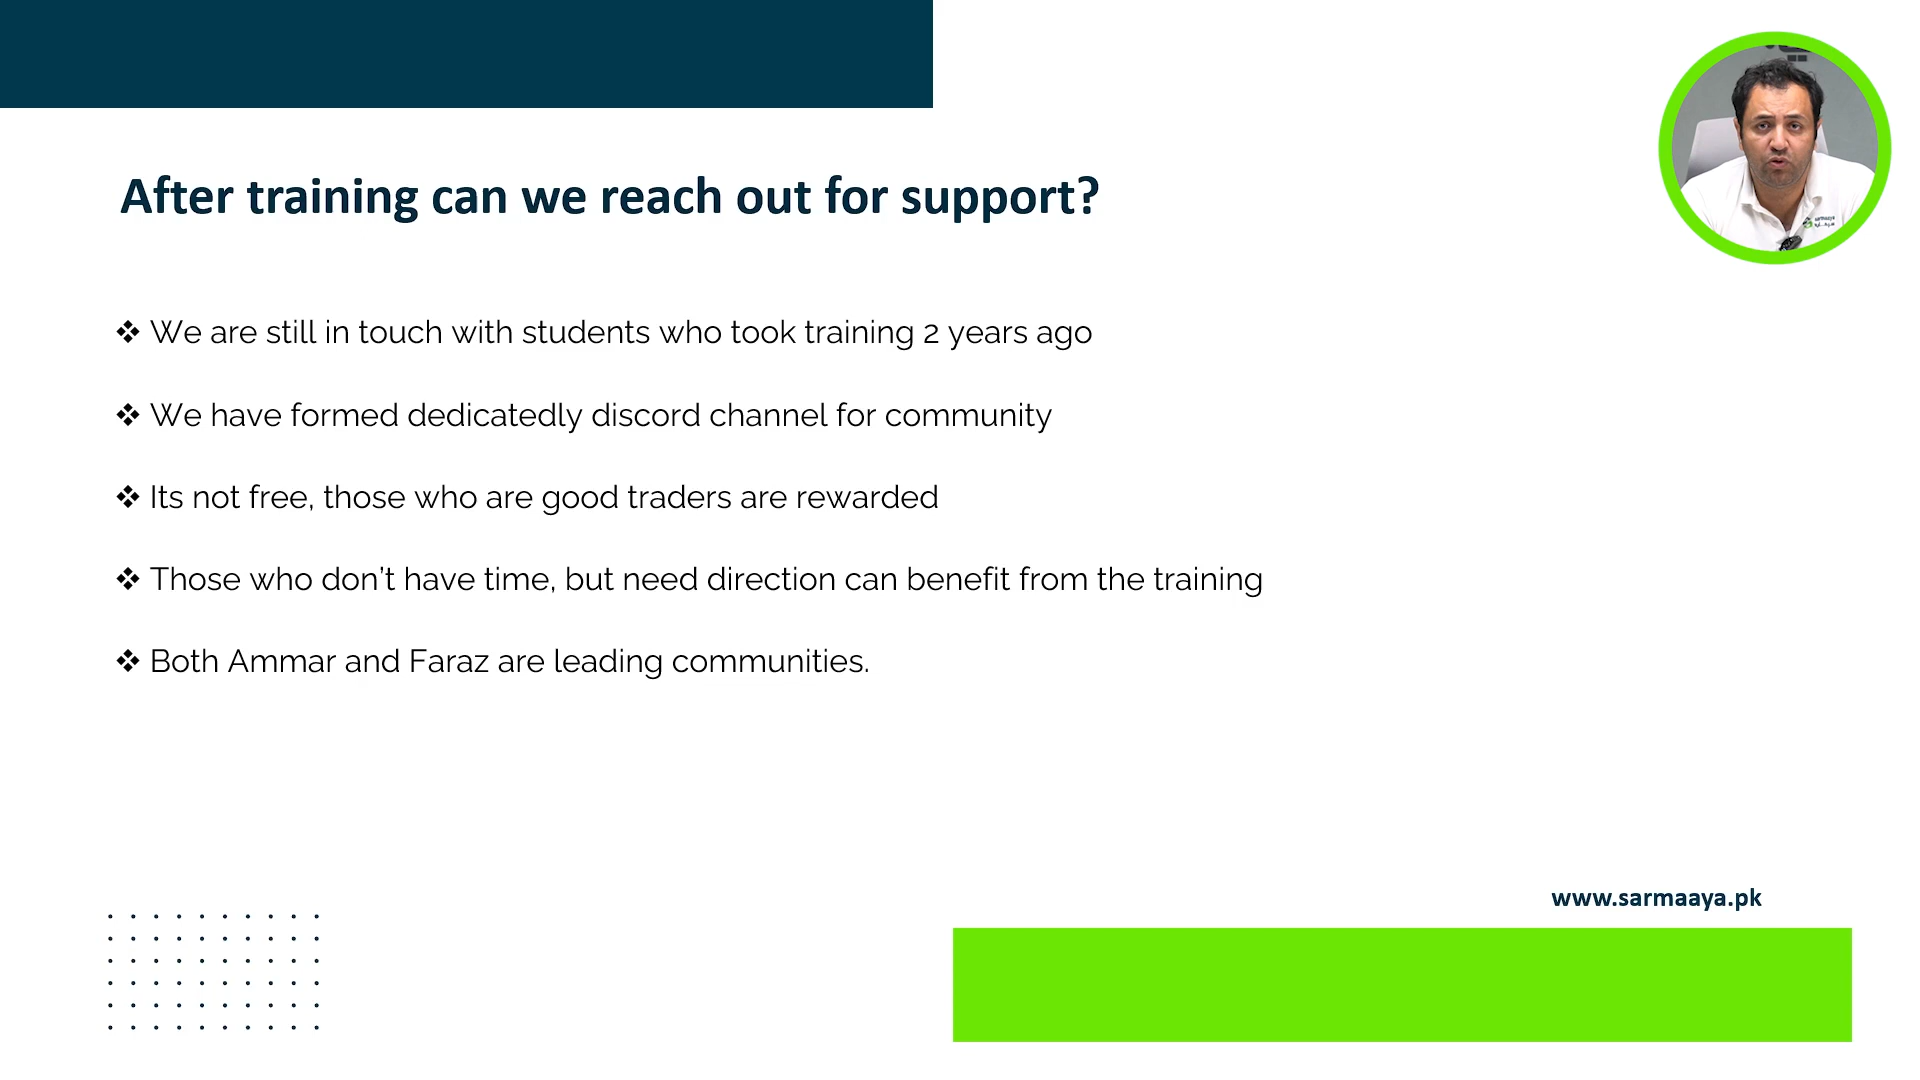 After training can we reach out for support?
❖ We are still in touch with students who took training 2 years ago
❖ We have formed dedicatedly discord channel for community
❖ Its not free, those who are good traders are rewarded
❖ Those who don’t have time, but need direction can benefit from the training
❖ Both Ammar and Faraz are leading communities.
www.sarmaaya.pk
sarmaaya